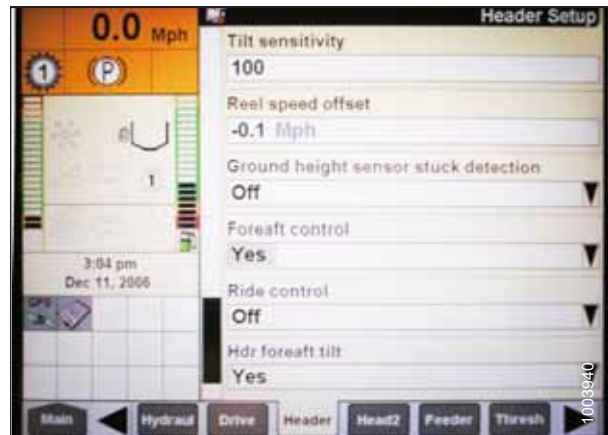 0.0 Mph
Header Setup
Tilt sensitivity
100
Reel speed offset
-0.1 Mph
1
(P)
Ground height sensor stuck detection
Off
1
Foreaft control
Yes
3:04 pm
Dec 11, 2006
Ride control
Off
Hdr foreaft tilt
Yes
Main
Hydraul
Drive
Header
Head2
Feeder
Thresh
1003940